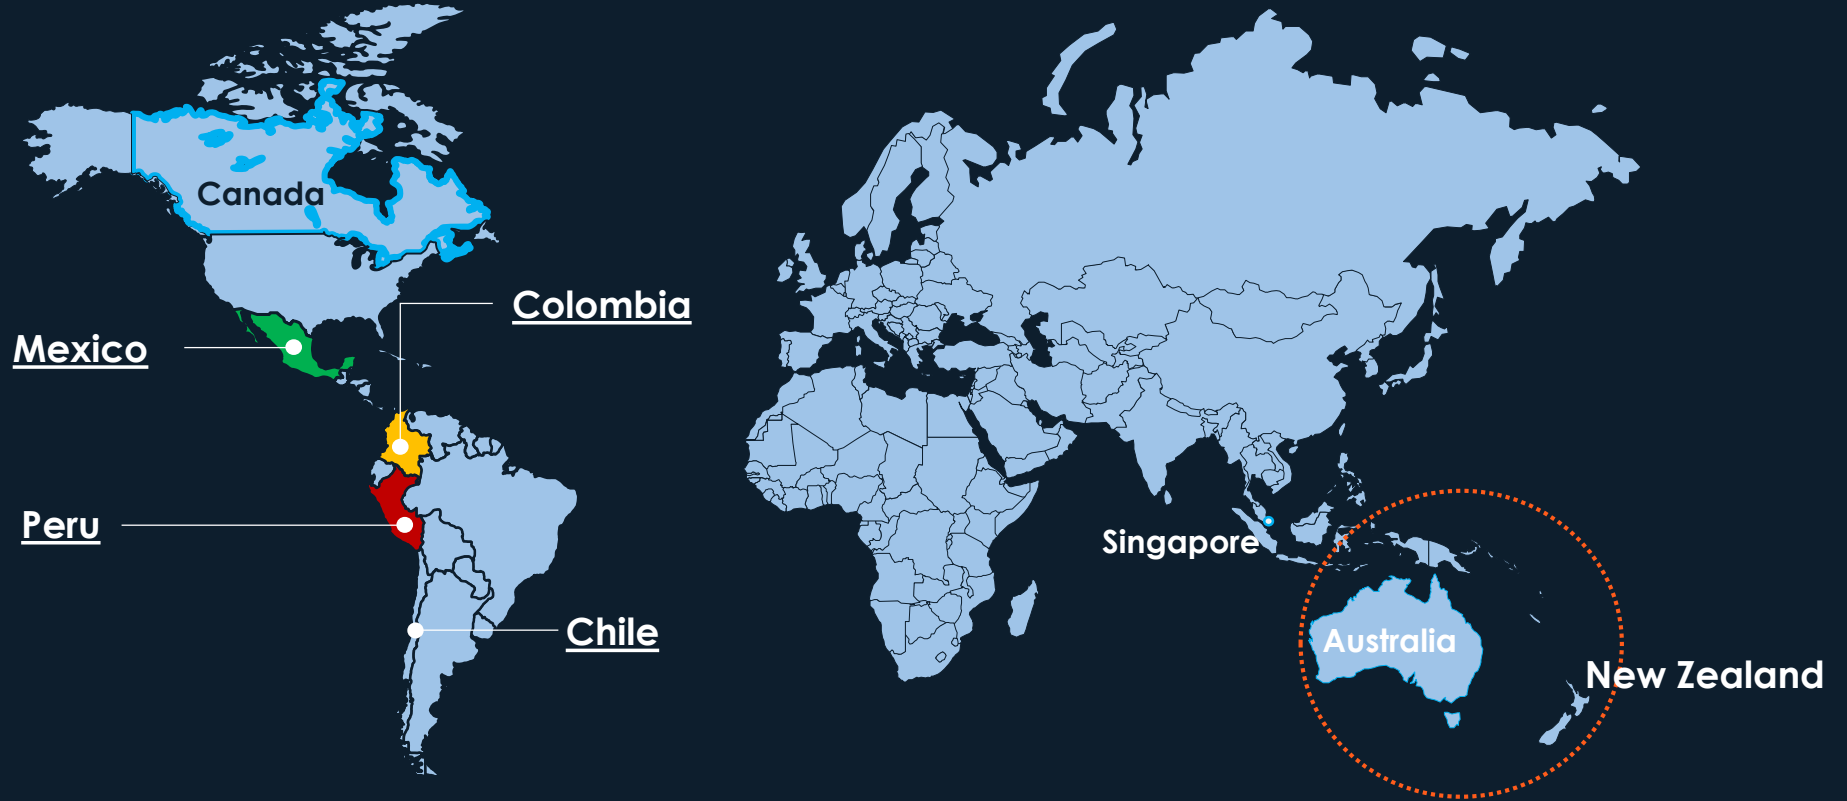 Canada
Colombia
Mexico
Peru
Singapore
Chile
Australia
New Zealand